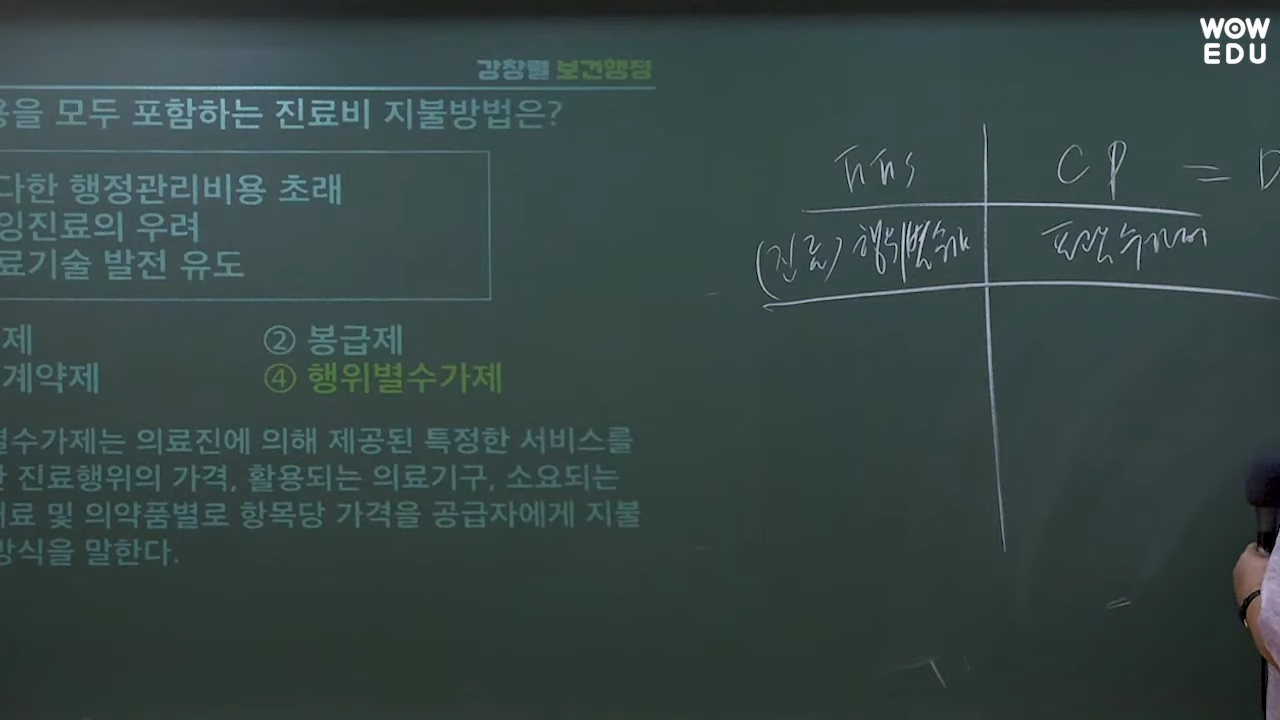 WOW
EDU
강창렬 보건행정
용을 모두 포함하는 진료비 지불방법은?
다한 행정관리비용 초래
잉진료의 우려
료기술 발전 유도
제
② 봉급제
계약제
④ 행위별수가제
별수가제는 의료진에 의해 제공된 특정한 서비스를
진료행위의 가격, 활용되는 의료기구, 소요되는
재료 및 의약품별로 항목당 가격을 공급자에게 지불
방식을 말한다.
CP = D
(진료) 행위별수가
포괄수가제